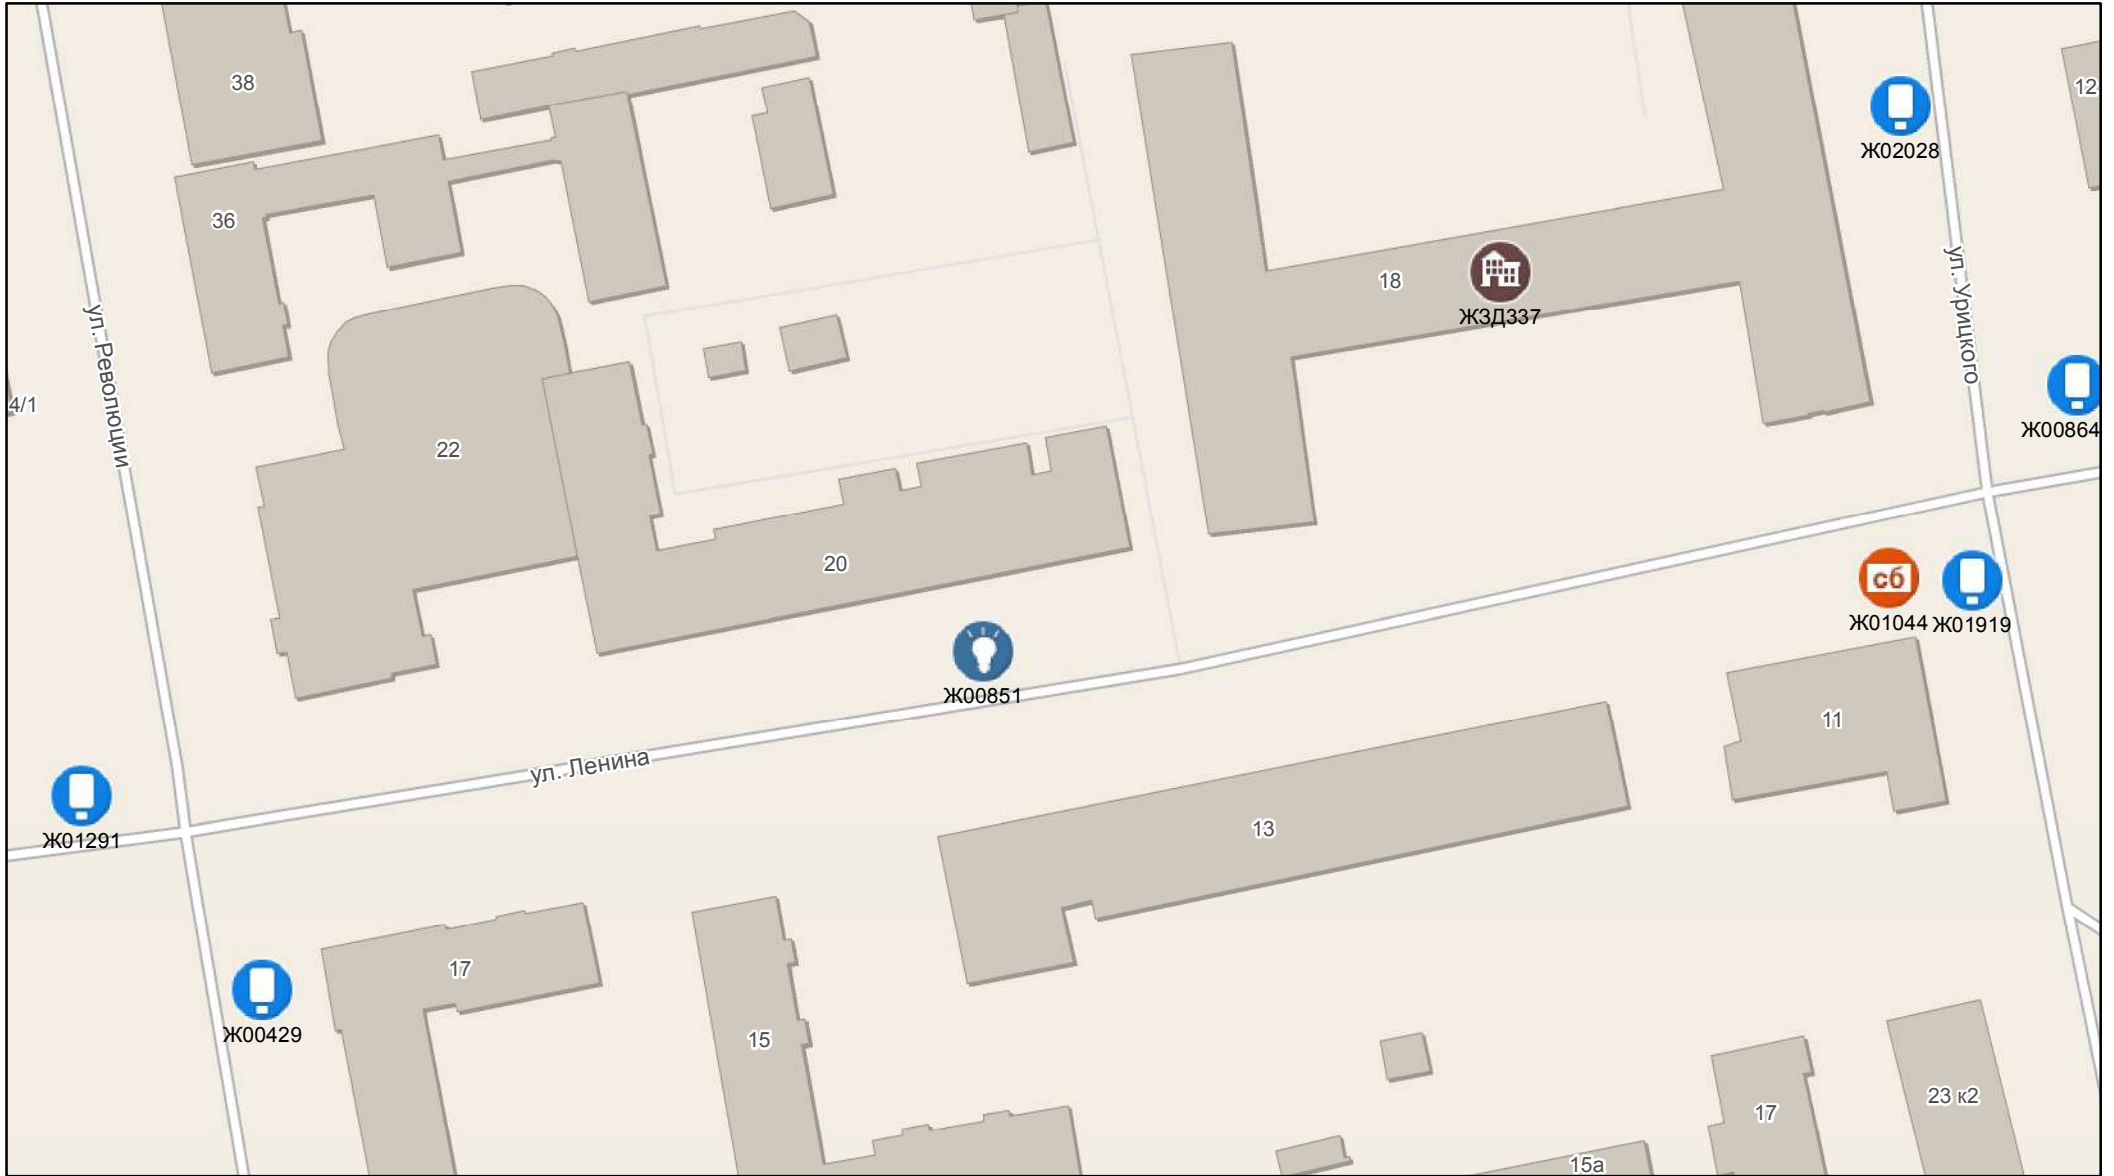 38
12
Ж02028
36
18
ЖЗД337
ул. Урицкого
ул. Революции
4/1
22
Ж00864
20
сб
Ж01044
Ж01919
Ж00851
11
ул. Ленина
13
Ж01291
17
Ж00429
15
23 к2
17
15а